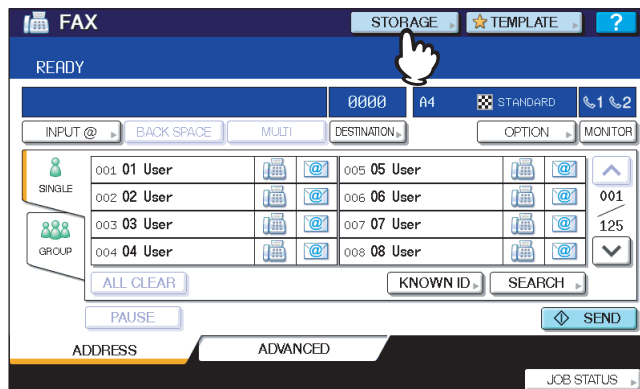 FAX
STORAGE
TEMPLATE
?
READY
0000
A4
STANDARD
1
2
INPUT @
BACK SPACE
MULTI
DESTINATION
OPTION
MONITOR
SINGLE
001 01 User
@
005 05 User
@
002 02 User
@
006 06 User
@
001
GROUP
003 03 User
@
007 07 User
@
125
004 04 User
@
008 08 User
@
ALL CLEAR
KNOWN ID
SEARCH
PAUSE
SEND
ADDRESS
ADVANCED
JOB STATUS